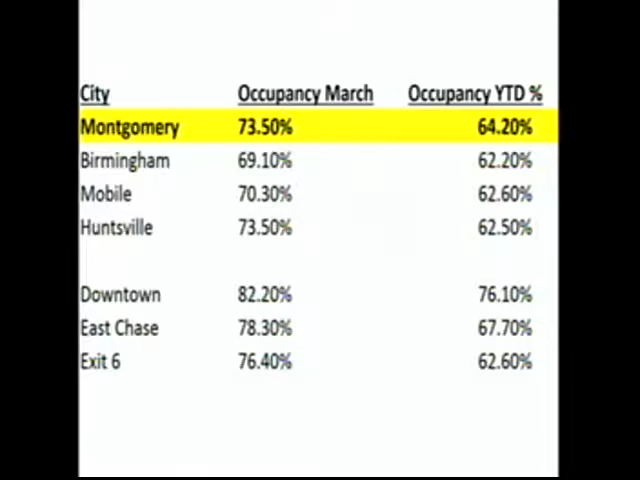 City Occupancy March Occupancy YTD %
Montgomery 73.50% 64.20%
Birmingham 69.10% 62.20%
Mobile 70.30% 62.60%
Huntsville 73.50% 62.50%
Downtown 82.20% 76.10%
East Chase 78.30% 67.70%
Exit 6 76.40% 62.60%